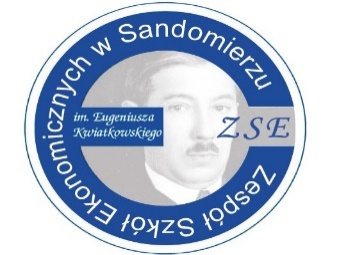 Zespół Szkół Ekonomicznych w Sandomierzu
im. Eugeniusza
Kwiatkowskiego
ZSE